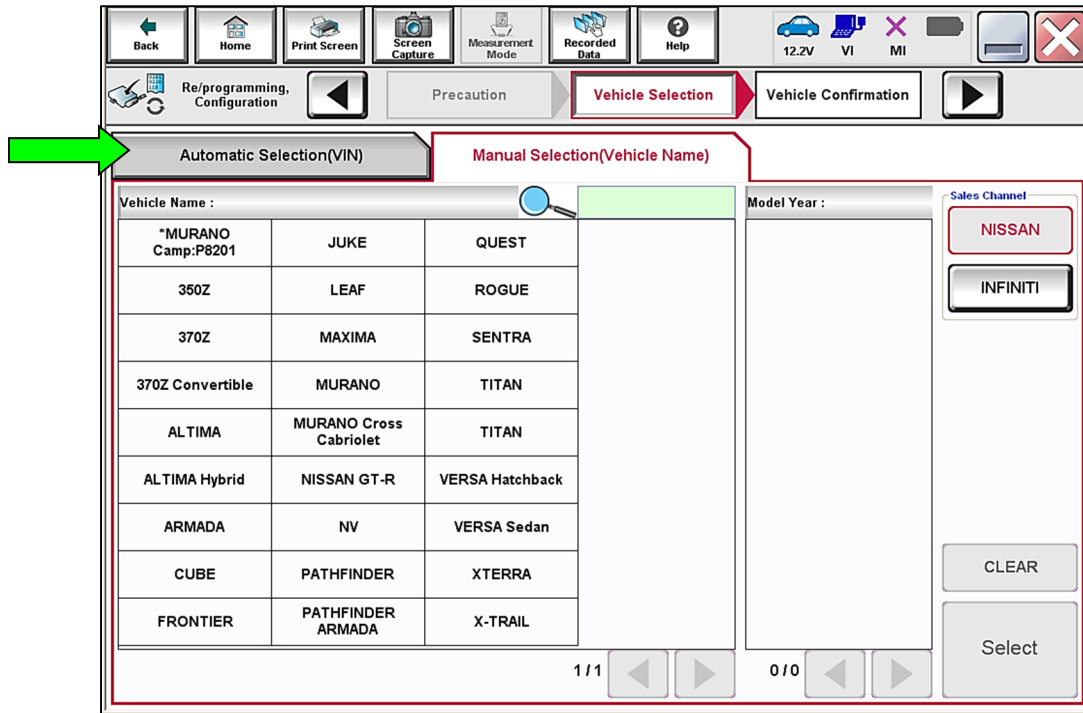 Back
Home
Print Screen
Screen
Capture
Measurement
Mode
Recorded
Data
Help
12.2V
VI
MI
Re/programming,
Configuration
Precaution
Vehicle Selection
Vehicle Confirmation
Automatic Selection(VIN)
Manual Selection(Vehicle Name)
Vehicle Name :
Model Year :
Sales Channel
*MURANO
Camp:P8201
JUKE
QUEST
NISSAN
350Z
LEAF
ROGUE
INFINITI
370Z
MAXIMA
SENTRA
370Z Convertible
MURANO
TITAN
ALTIMA
MURANO Cross
Cabriolet
TITAN
ALTIMA Hybrid
NISSAN GT-R
VERSA Hatchback
ARMADA
NV
VERSA Sedan
CUBE
PATHFINDER
XTERRA
CLEAR
FRONTIER
PATHFINDER
ARMADA
X-TRAIL
Select
1/1
0/0